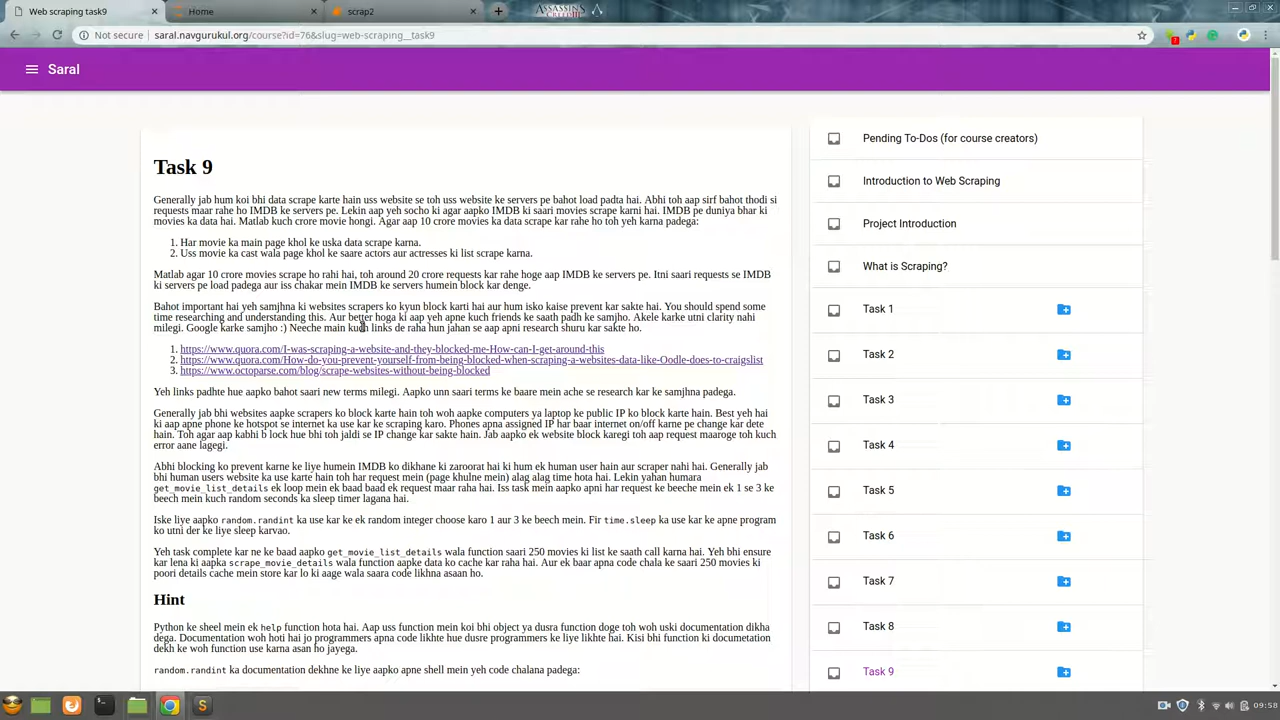 Web scraping task9
Home
scrap2
ASSASSIN'S
Not secure
saral.navgurukul.org/course?id=76&slug=web-scraping__task9
Saral
Task 9
Generally jab hum koi bhi data scrape karte hain uss website se toh uss website ke servers pe bahot load padta hai. Abhi toh aap sirf bahot thodi si
requests maar rahe ho IMDB ke servers pe. Lekin aap yeh socho ki agar aapko IMDB ki saari movies scrape karni hai. IMDB pe duniya bhar ki
movies ka data hai. Matlab kuch crore movie hongi. Agar aap 10 crore movies ka data scrape kar rahe ho toh yeh karna padega:
1. Har movie ka main page khol ke uska data scrape karna.
2. Uss movie ka cast wala page khol ke saare actors aur actresses ki list scrape karna.
Matlab agar 10 crore movies scrape ho rahi hai, toh around 20 crore requests kar rahe hoge aap IMDB ke servers pe. Itni saari requests se IMDB
ki servers pe load padega aur iss chakar mein IMDB ke servers humein block kar denge.
Bahot important hai yeh samjhna ki websites scrapers ko kyun block karti hai aur hum isko kaise prevent kar sakte hai. You should spend some
time researching and understanding this. Aur better hoga ki aap yeh apne kuch friends ke saath padh ke samjho. Akele karke utni clarity nahi
milegi. Google karke samjho :) Neeche main kuch links de raha hun jahan se aap apni research shuru kar sakte ho.
1. https://www.quora.com/I-was-scraping-a-website-and-they-blocked-me-How-can-I-get-around-this
2. https://www.quora.com/How-do-you-prevent-yourself-from-being-blocked-when-scraping-a-websites-data-like-Oodle-does-to-craigslist
3. https://www.octoparse.com/blog/scrape-websites-without-being-blocked
Yeh links padhte hue aapko bahot saari new terms milegi. Aapko unn saari terms ke baare mein ache se research kar ke samjhna padega.
Generally jab bhi websites aapke scrapers ko block karte hain toh woh aapke computers ya laptop ke public IP ko block karte hain. Best yeh hai
ki aap apne phone ke hotspot se internet ka use kar ke scraping karo. Phones apna assigned IP har baar internet on/off karne pe change kar dete
hain. Toh agar aap kabhi b lock hue bhi toh jaldi se IP change kar sakte hain. Jab aapko ek website block karegi toh aap request maaroge toh kuch
error aane lagegi.
Abhi blocking ko prevent karne ke liye humein IMDB ko dikhane ki zaroorat hai ki hum ek human user hain aur scraper nahi hai. Generally jab
bhi human users website ka use karte hain toh har request mein (page khulne mein) alag alag time hota hai. Lekin yahan humara
get_movie_list_details ek loop mein ek baad baad ek request maar raha hai. Iss task mein aapko apni har request ke beeche mein ek 1 se 3 ke
beech mein kuch random seconds ka sleep timer lagana hai.
Iske liye aapko random.randint ka use kar ke ek random integer choose karo 1 aur 3 ke beech mein. Fir time.sleep ka use kar ke apne program
ko utni der ke liye sleep karvao.
Yeh task complete kar ne ke baad aapko get_movie_list_details wala function saari 250 movies ki list ke saath call karna hai. Yeh bhi ensure
kar lena ki aapka scrape_movie_details wala function aapke data ko cache kar raha hai. Aur ek baar apna code chala ke saari 250 movies ki
poori details cache mein store kar lo ki aage wala saara code likhna asaan ho.
Hint
Python ke sheel mein ek help function hota hai. Aap uss function mein koi bhi object ya dusra function doge toh woh uski documentation dikha
dega. Documentation woh hoti hai jo programmers apna code likhte hue dusre programmers ke liye likhte hai. Kisi bhi function ki documetation
dekh ke woh function use karna asan ho jayega.
random.randint ka documentation dekhne ke liye aapko apne shell mein yeh code chalana padega:
Pending To-Dos (for course creators)
Introduction to Web Scraping
Project Introduction
What is Scraping?
Task 1
Task 2
Task 3
Task 4
Task 5
Task 6
Task 7
Task 8
Task 9
09:58